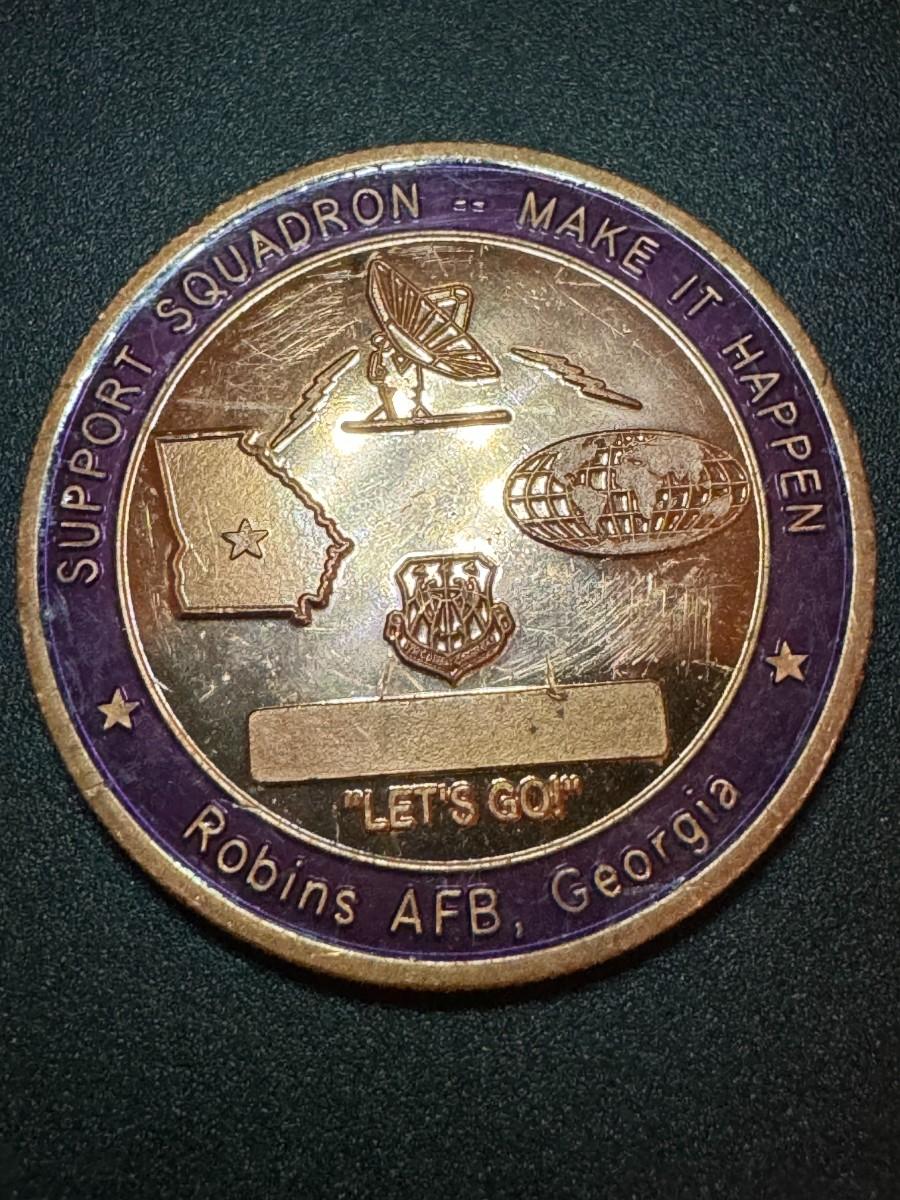 SUPPORT SQUADRON -- MAKE IT HAPPEN
"LET'S GO!"
Robins AFB, Georgia